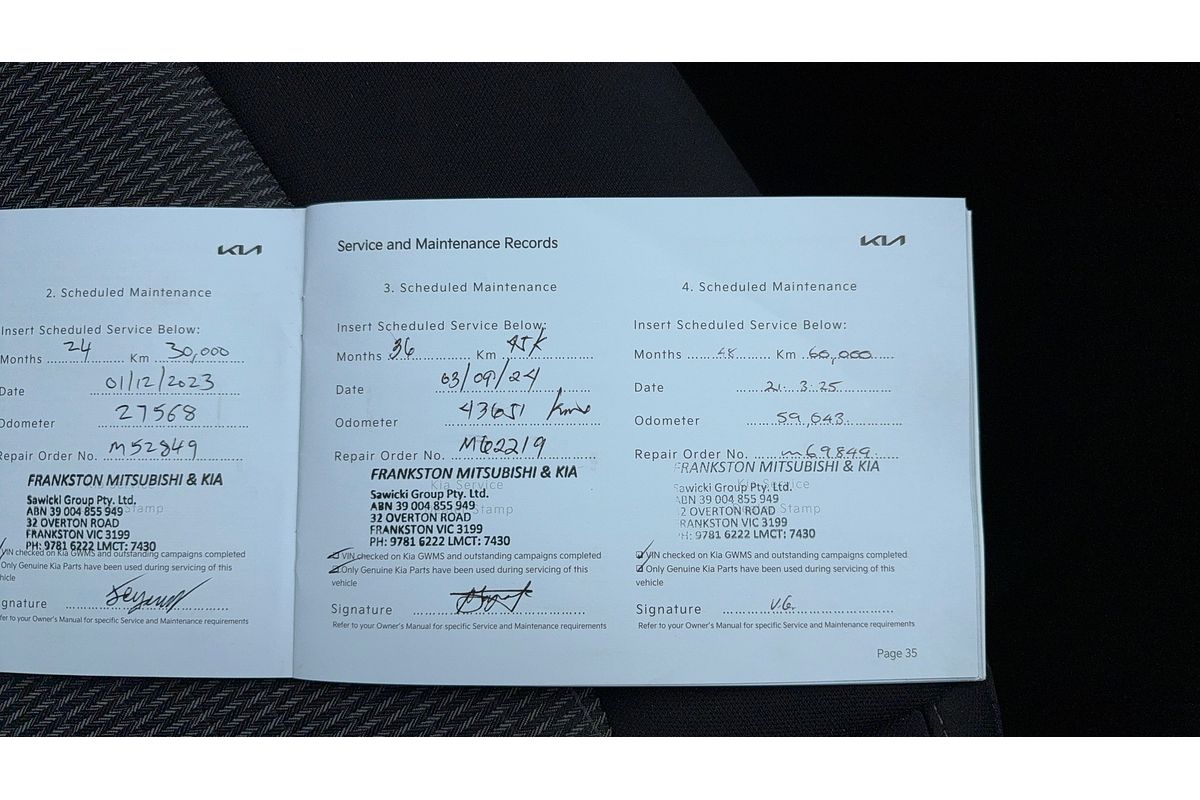 KIA
2. Scheduled Maintenance
Insert Scheduled Service Below:
Months 24 Km 30,000
Date 01/12/2023
Odometer 27568
Repair Order No. M52849
FRANKSTON MITSUBISHI & KIA
Sawicki Group Pty. Ltd.
ABN 39 004 855 949
32 OVERTON ROAD
FRANKSTON VIC 3199
PH: 9781 6222 LMCT: 7430
Stamp
VIN checked on Kia GWMS and outstanding campaigns completed
Only Genuine Kia Parts have been used during servicing of this
hicle
gnature
fer to your Owner's Manual for specific Service and Maintenance requirements
Service and Maintenance Records
KIA
3. Scheduled Maintenance
Insert Scheduled Service Below:
Months 36 Km 45K
Date 03/09/24
Odometer 43651 kms
Repair Order No. M62219
FRANKSTON MITSUBISHI & KIA
Kia Service
Sawicki Group Pty. Ltd.
ABN 39 004 855 949
Stamp
32 OVERTON ROAD
FRANKSTON VIC 3199
PH: 9781 6222 LMCT: 7430
VIN checked on Kia GWMS and outstanding campaigns completed
Only Genuine Kia Parts have been used during servicing of this
vehicle
Signature
Refer to your Owner's Manual for specific Service and Maintenance requirements
4. Scheduled Maintenance
Insert Scheduled Service Below:
Months 48 Km 60,000
Date 21.3.25
Odometer 59,643
Repair Order No. m69849
FRANKSTON MITSUBISHI & KIA
Kia Service
Sawicki Group Pty. Ltd.
ABN 39 004 855 949
Stamp
2 OVERTON ROAD
FRANKSTON VIC 3199
PH: 9781 6222 LMCT: 7430
VIN checked on Kia GWMS and outstanding campaigns completed
Only Genuine Kia Parts have been used during servicing of this
vehicle
Signature V.G.
Refer to your Owner's Manual for specific Service and Maintenance requirements
Page 35